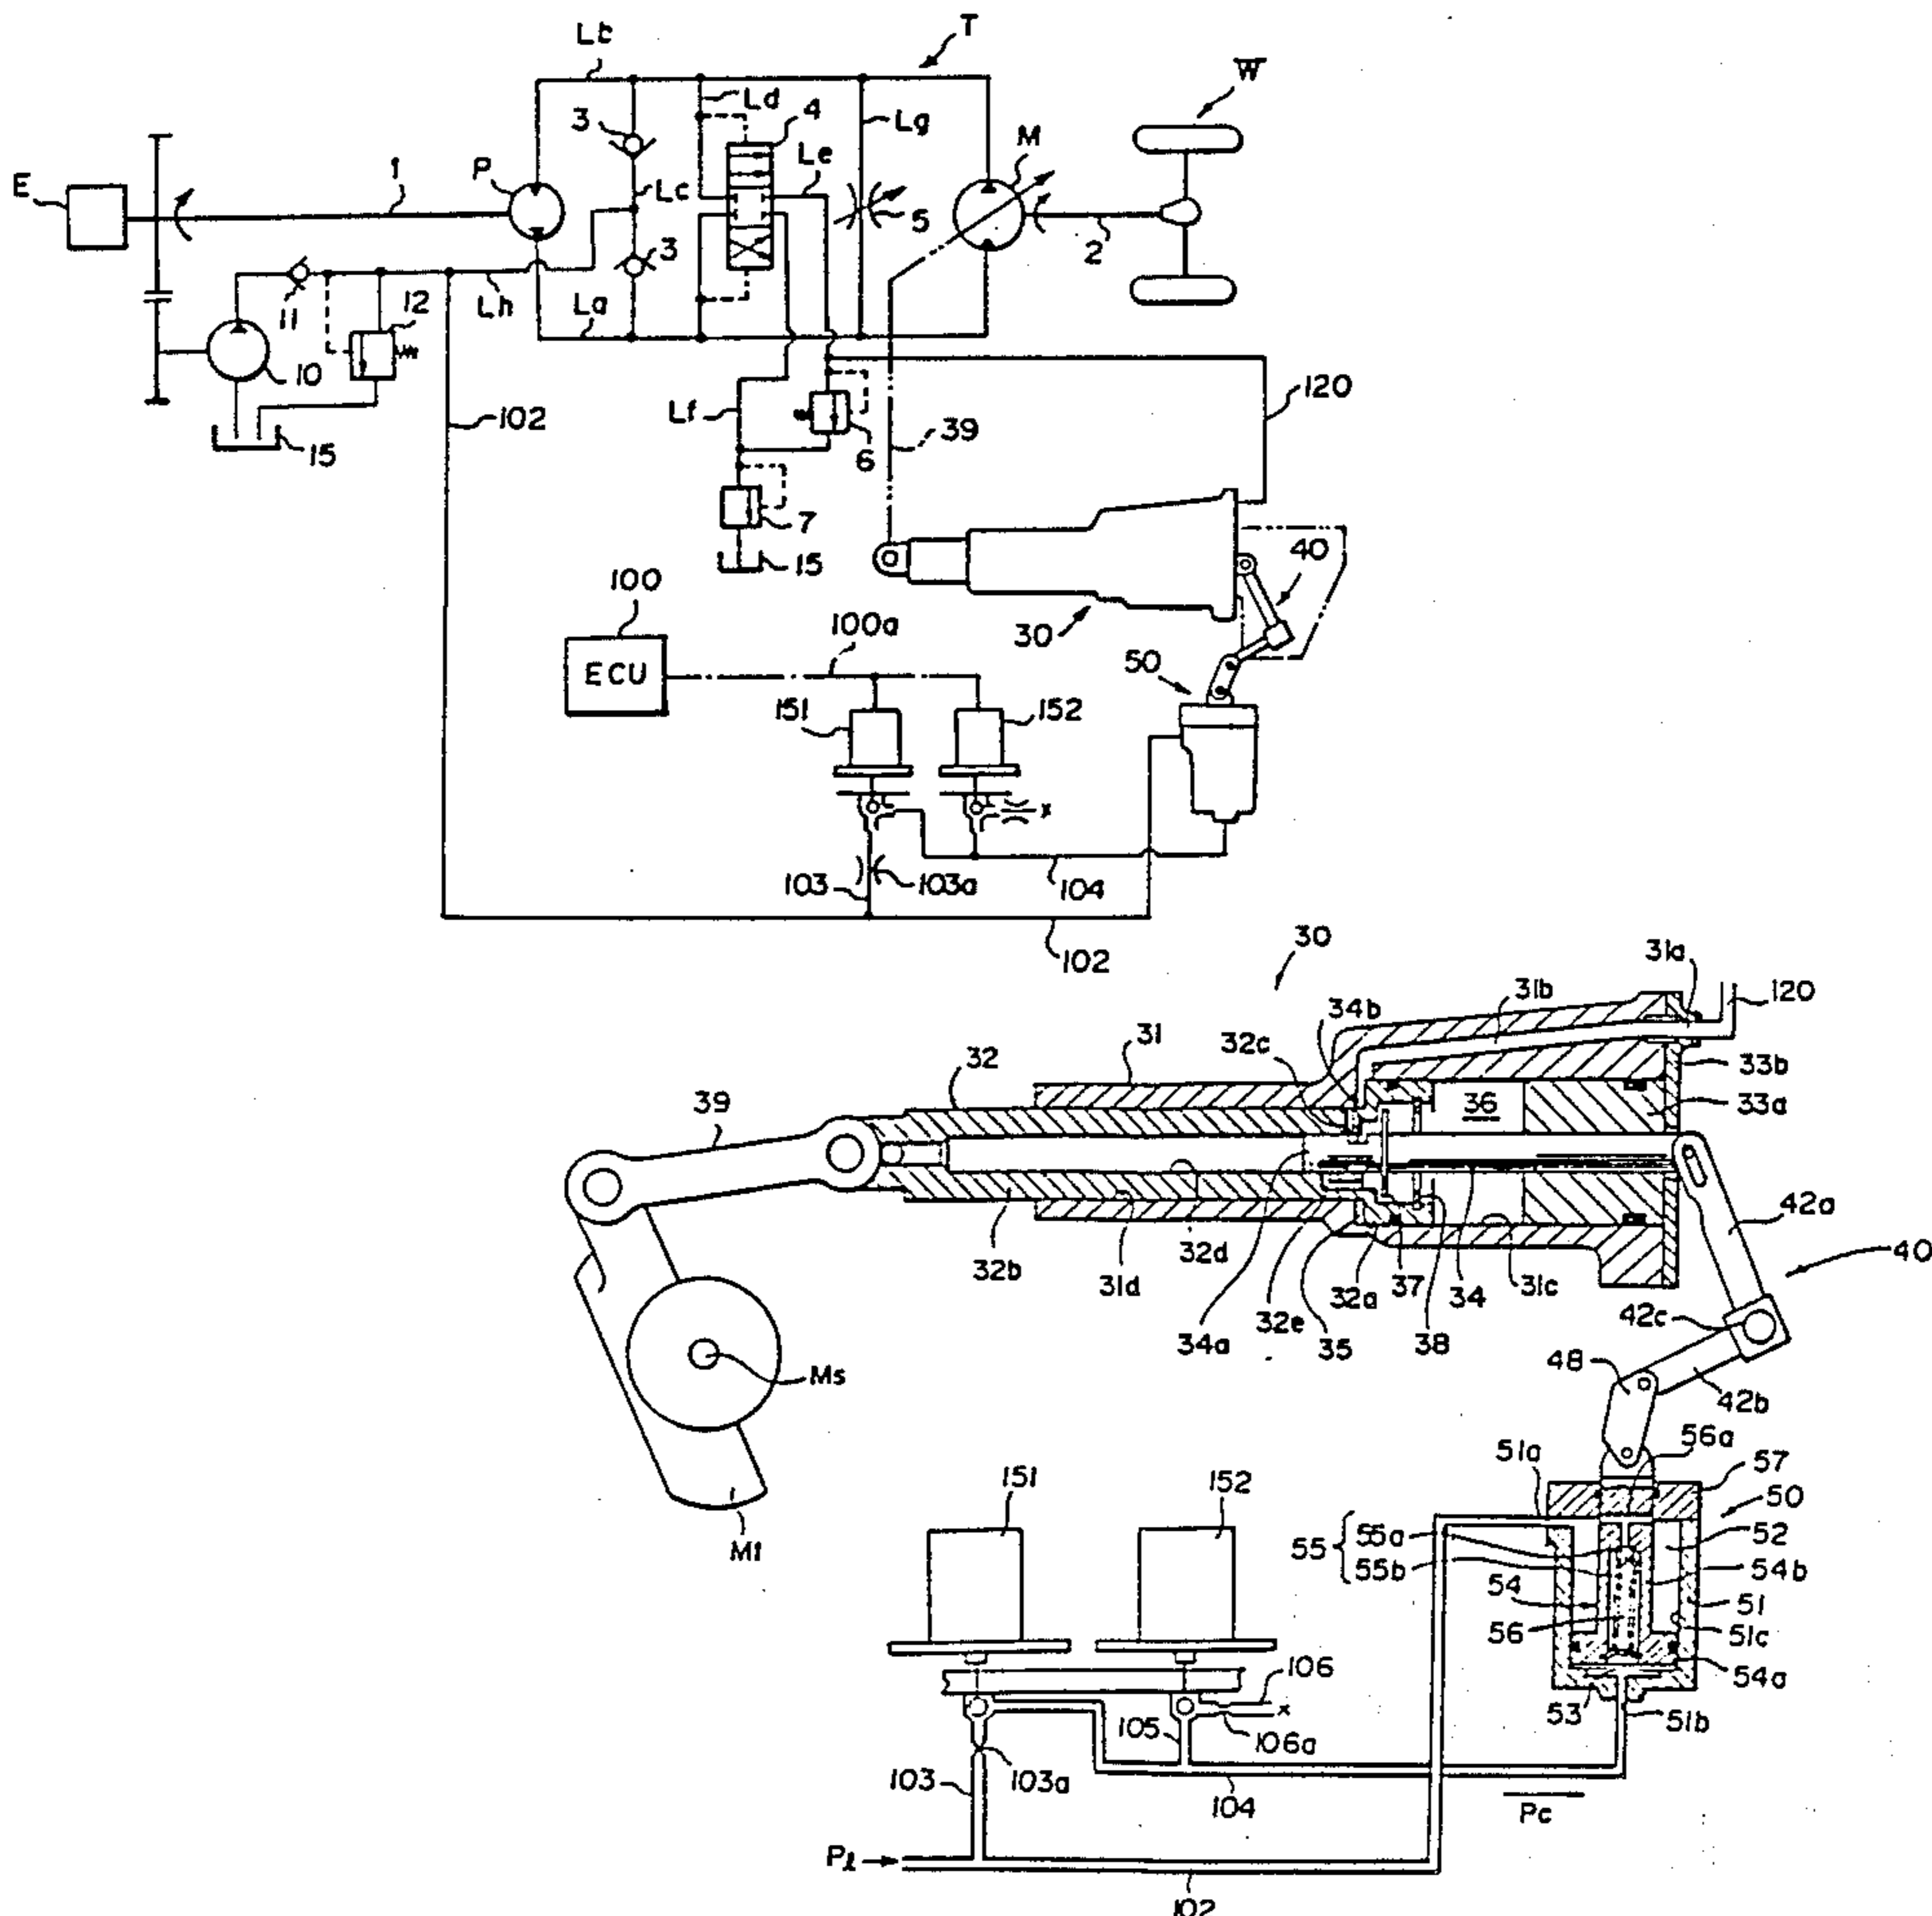 Lb
T
W
Ld
3
4
Lg
Le
M
E
1
P
Lc
5
3
2
11
Lh
La
12
10
102
Lf
6
39
120
15
7
15
100
40
100a
30
ECU
50
151
152
103
103a
104
102
30
31a
31b
120
34b
32c
31
33b
32
36
33a
39
42a
32b
31d
32d
32a
37
31c
34
40
32e
38
42c
34a
35
48
Ms
42b
56a
51a
57
151
152
50
55
55a
52
55b
54b
54
51
M1
56
51c
106
54a
53
105
51b
106a
103
103a
104
Pc
Pl
102